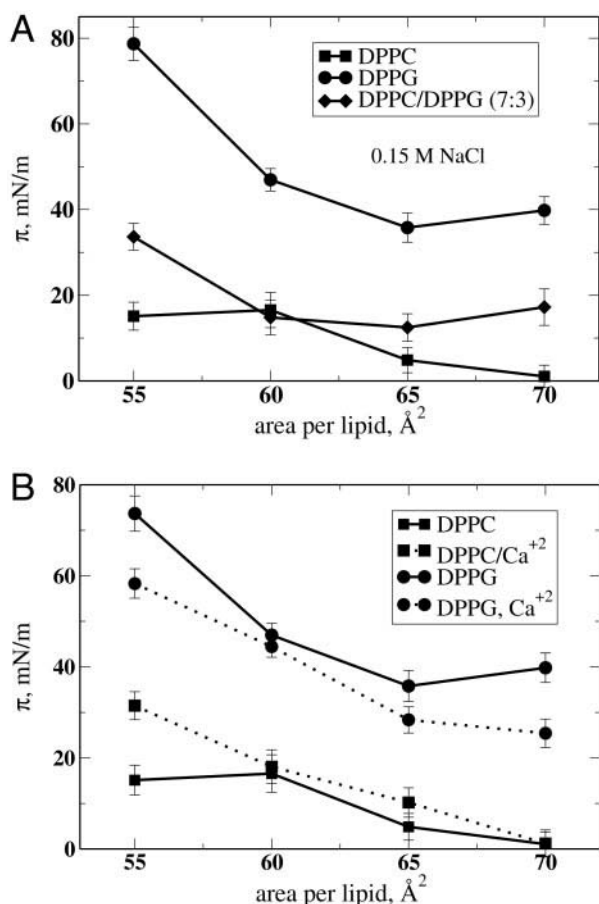 A
80
60
40
20
0
π, mN/m
DPPC
DPPG
DPPC/DPPG (7:3)
0.15 M NaCl
55 60 65 70
area per lipid, Å²
B
80
60
40
20
0
π, mN/m
DPPC
DPPC/Ca⁺²
DPPG
DPPG, Ca⁺²
55 60 65 70
area per lipid, Å²